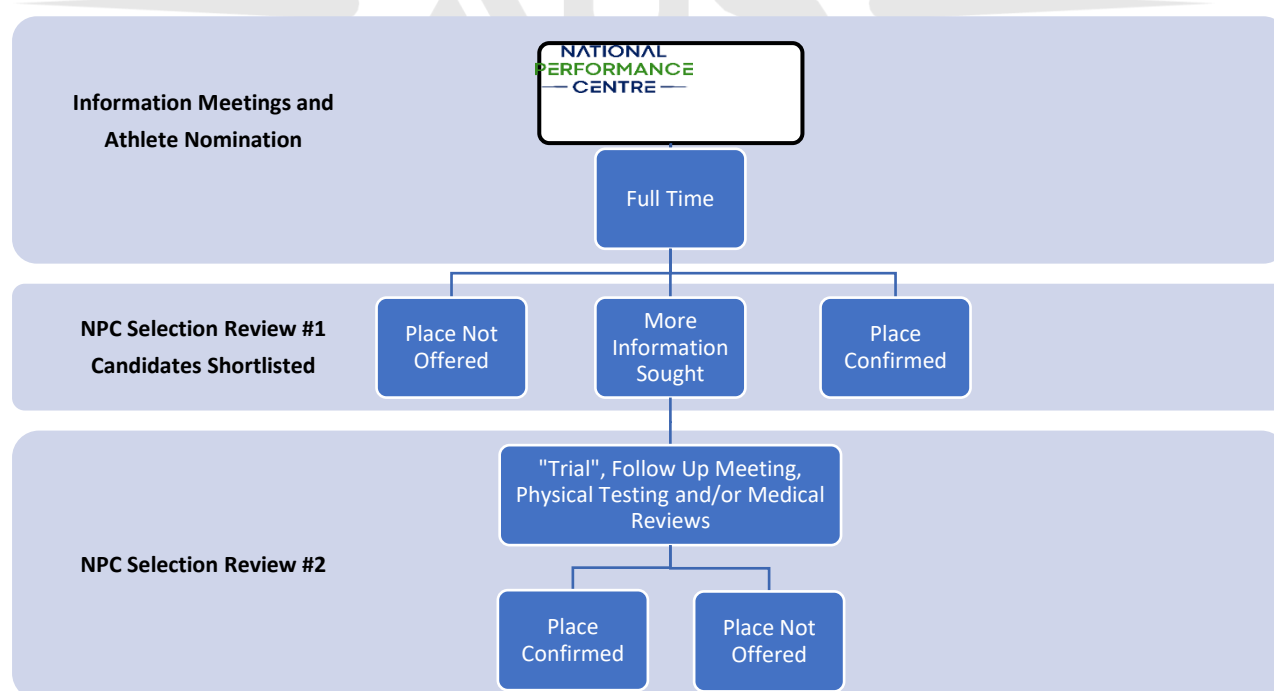 NATIONAL
PERFORMANCE
CENTRE
Information Meetings and
Athlete Nomination
Full Time
NPC Selection Review #1
Candidates Shortlisted
Place Not
Offered
More
Information
Sought
Place
Confirmed
"Trial", Follow Up Meeting,
Physical Testing and/or Medical
Reviews
NPC Selection Review #2
Place
Confirmed
Place Not
Offered